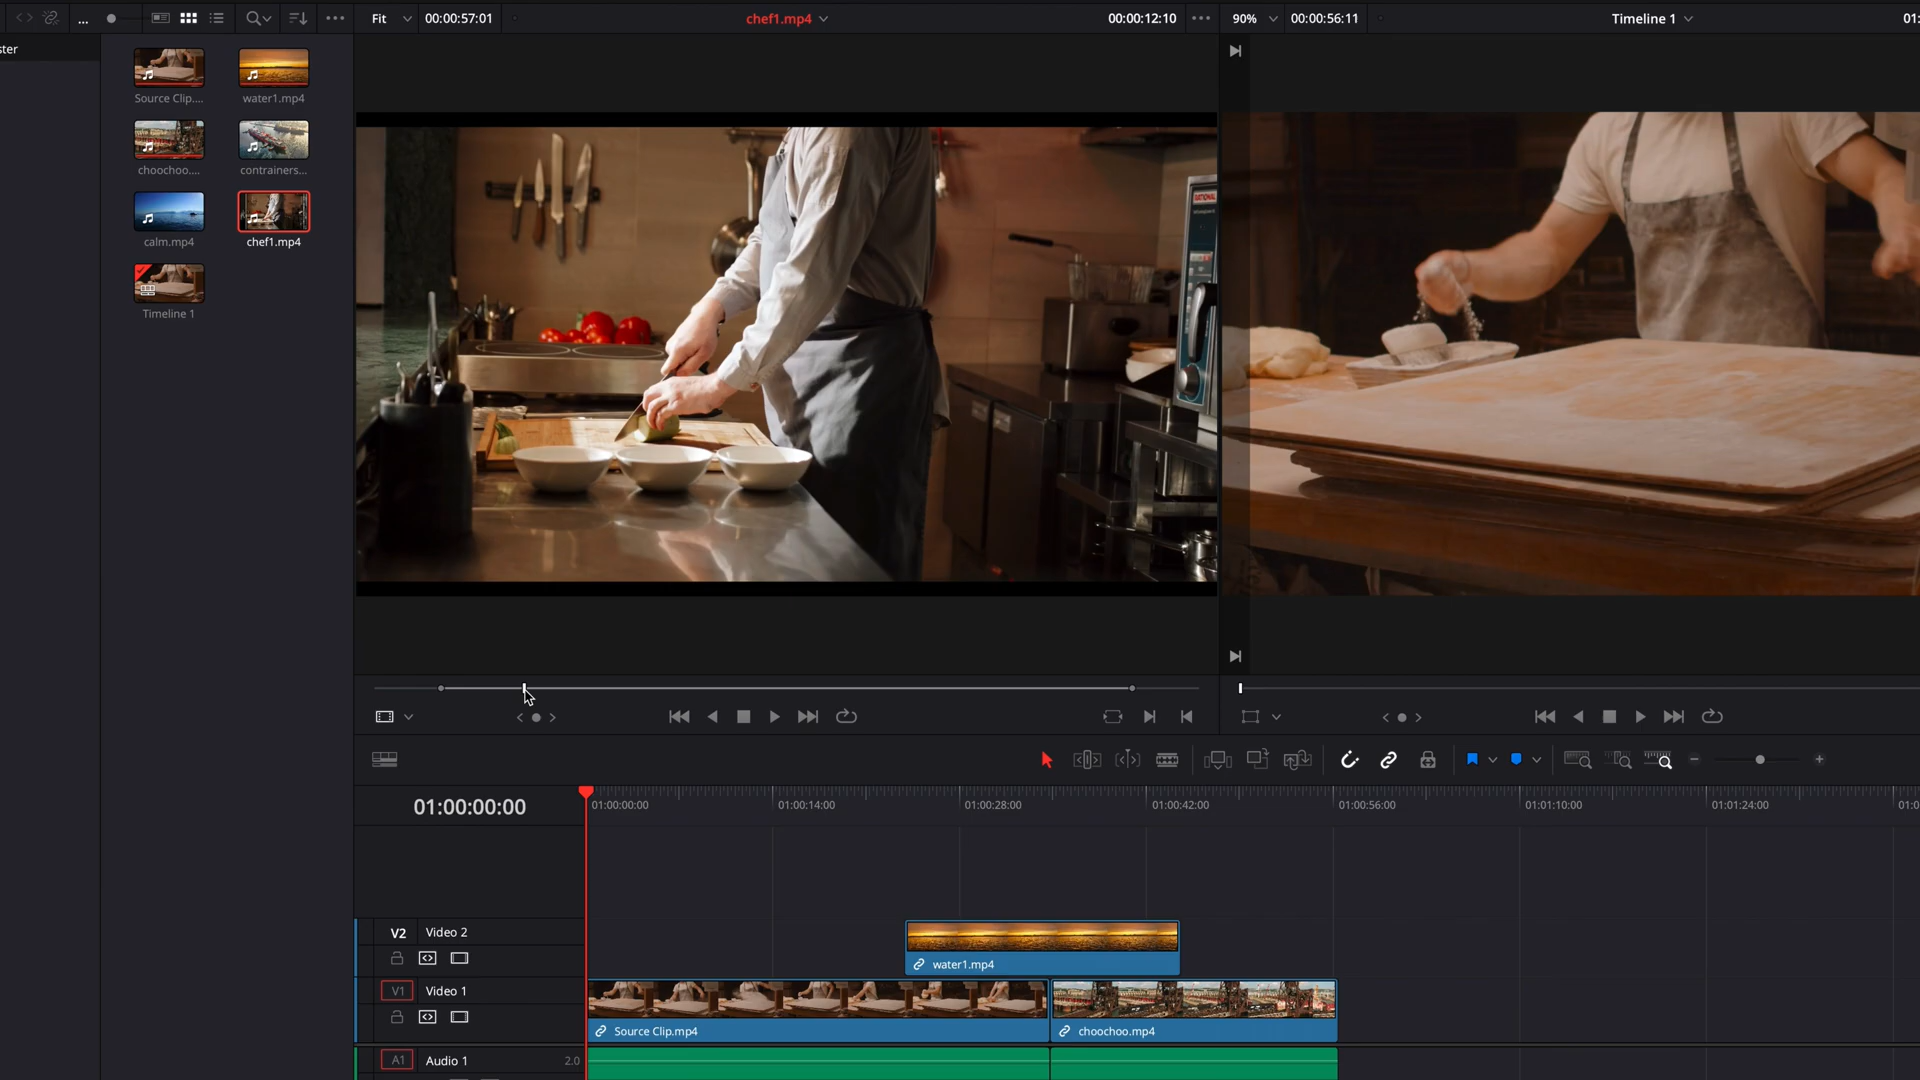 Fit 00:00:57:01 chef1.mp4 00:00:12:10 90% 00:00:56:11 Timeline 1 01:
ster
Source Clip.... water1.mp4
choochoo.... contrainers...
calm.mp4 chef1.mp4
Timeline 1
RATIONAL
01:00:00:00 01:00:00:00 01:00:14:00 01:00:28:00 01:00:42:00 01:00:56:00 01:01:10:00 01:01:24:00 01:0
V2 Video 2
water1.mp4
V1 Video 1
Source Clip.mp4 choochoo.mp4
A1 Audio 1 2.0